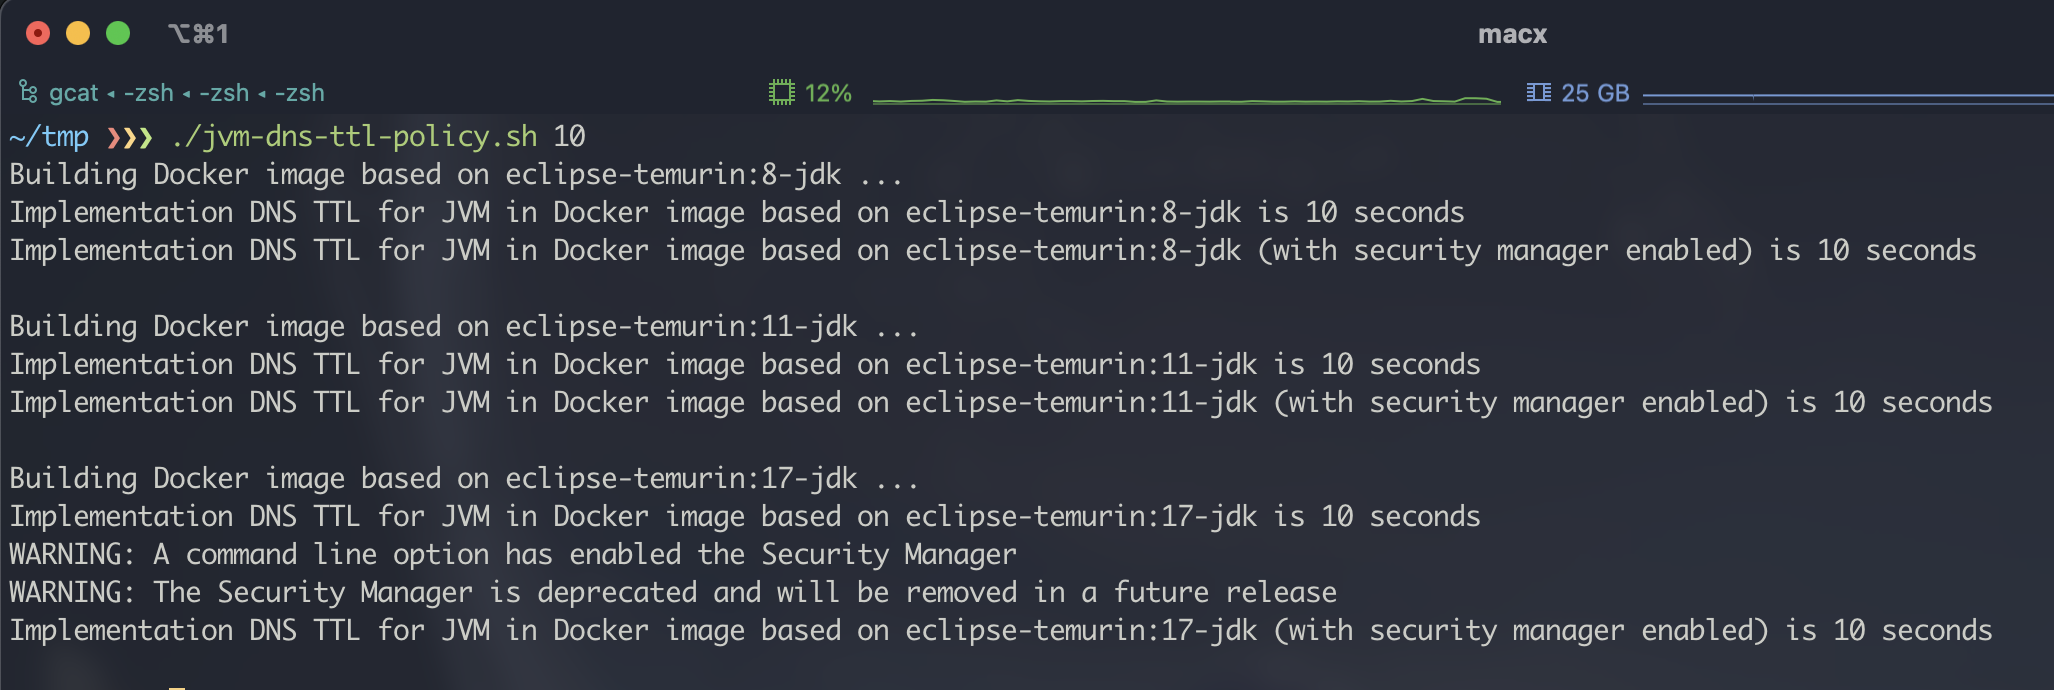 ⌥⌘1
macx
gcat ◂ -zsh ◂ -zsh ◂ -zsh
12%
25 GB
~/tmp ❯❯❯ ./jvm-dns-ttl-policy.sh 10
Building Docker image based on eclipse-temurin:8-jdk ...
Implementation DNS TTL for JVM in Docker image based on eclipse-temurin:8-jdk is 10 seconds
Implementation DNS TTL for JVM in Docker image based on eclipse-temurin:8-jdk (with security manager enabled) is 10 seconds
Building Docker image based on eclipse-temurin:11-jdk ...
Implementation DNS TTL for JVM in Docker image based on eclipse-temurin:11-jdk is 10 seconds
Implementation DNS TTL for JVM in Docker image based on eclipse-temurin:11-jdk (with security manager enabled) is 10 seconds
Building Docker image based on eclipse-temurin:17-jdk ...
Implementation DNS TTL for JVM in Docker image based on eclipse-temurin:17-jdk is 10 seconds
WARNING: A command line option has enabled the Security Manager
WARNING: The Security Manager is deprecated and will be removed in a future release
Implementation DNS TTL for JVM in Docker image based on eclipse-temurin:17-jdk (with security manager enabled) is 10 seconds